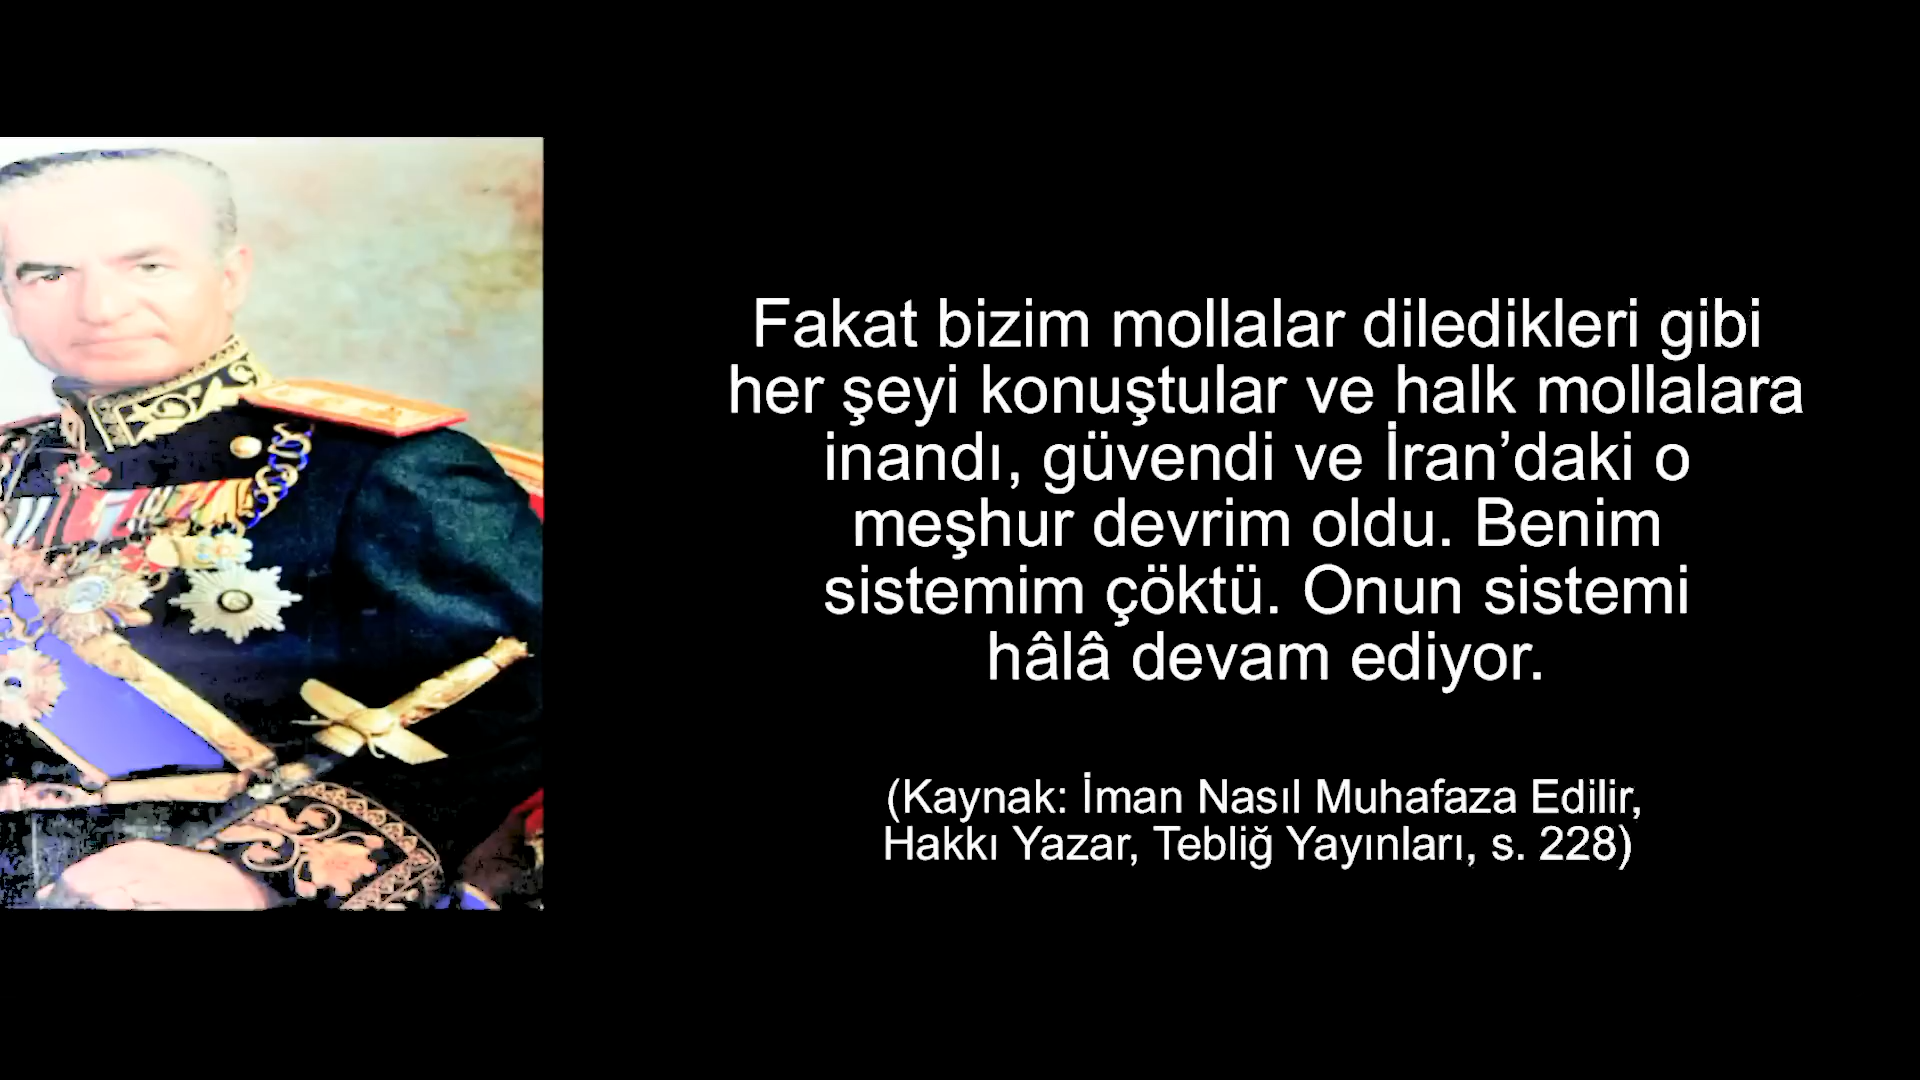 Fakat bizim mollalar diledikleri gibi
her şeyi konuştular ve halk mollalara
inandı, güvendi ve İran’daki o
meşhur devrim oldu. Benim
sistemim çöktü. Onun sistemi
hâlâ devam ediyor.
(Kaynak: İman Nasıl Muhafaza Edilir,
Hakkı Yazar, Tebliğ Yayınları, s. 228)